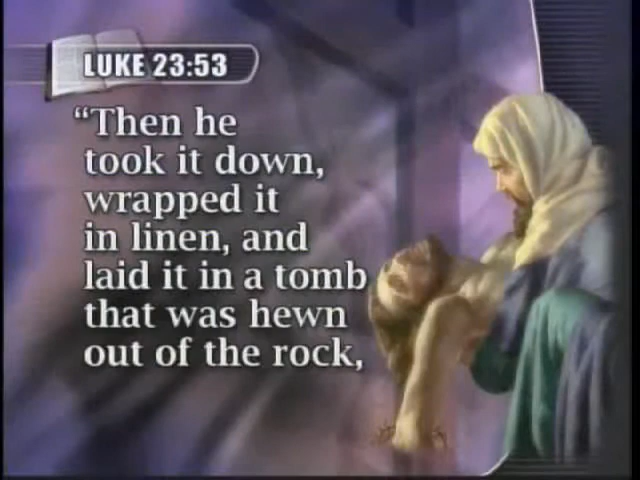 LUKE 23:53
“Then he
took it down,
wrapped it
in linen, and
laid it in a tomb
that was hewn
out of the rock,